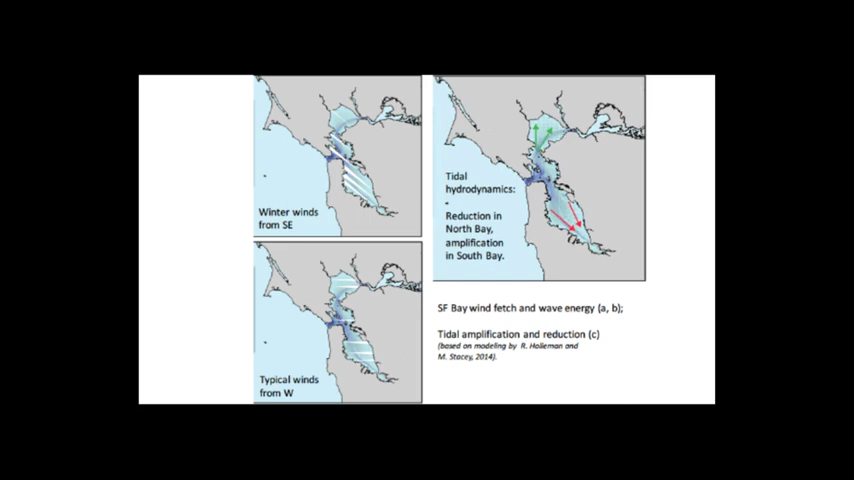 Winter winds
from SE
Typical winds
from W
Tidal
hydrodynamics:
-
Reduction in
North Bay,
amplification
in South Bay.
SF Bay wind fetch and wave energy (a, b);
Tidal amplification and reduction (c)
(based on modeling by R. Holleman and
M. Stacey, 2014).